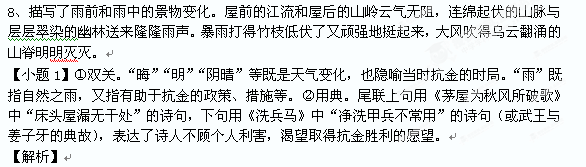 8、描写了雨前和雨中的景物变化。屋前的江流和屋后的山岭云气无阻，连绵起伏的山脉与
层层翠染的幽林送来隆隆雨声。暴雨打得竹枝低伏了又顽强地挺起来，大风吹得乌云翻涌的
山脊明明灭灭。
【小题1】①双关。“晦”“明”“阴晴”等既是天气变化，也隐喻当时抗金的时局。“雨”既
指自然之雨，又指有助于抗金的政策、措施等。②用典。尾联上句用《茅屋为秋风所破歌》
中“床头屋漏无干处”的诗句，下句用《洗兵马》中“净洗甲兵不常用”的诗句（或武王与
姜子牙的典故），表达了诗人不顾个人利害，渴望取得抗金胜利的愿望。
【解析】